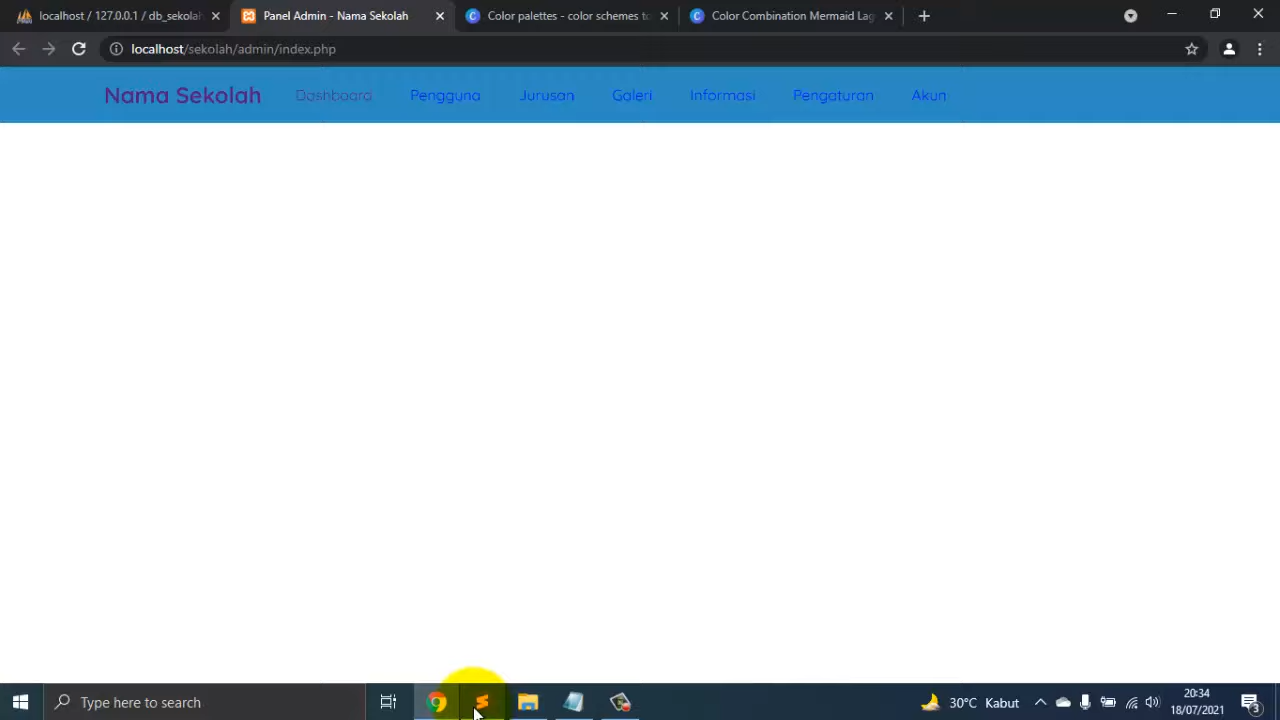 localhost / 127.0.0.1 / db_sekolah
Panel Admin - Nama Sekolah
Color palettes - color schemes to
Color Combination Mermaid Lag
localhost/sekolah/admin/index.php
Nama Sekolah Dashboard Pengguna Jurusan Galeri Informasi Pengaturan Akun
Type here to search
30°C Kabut
20:34
18/07/2021
3